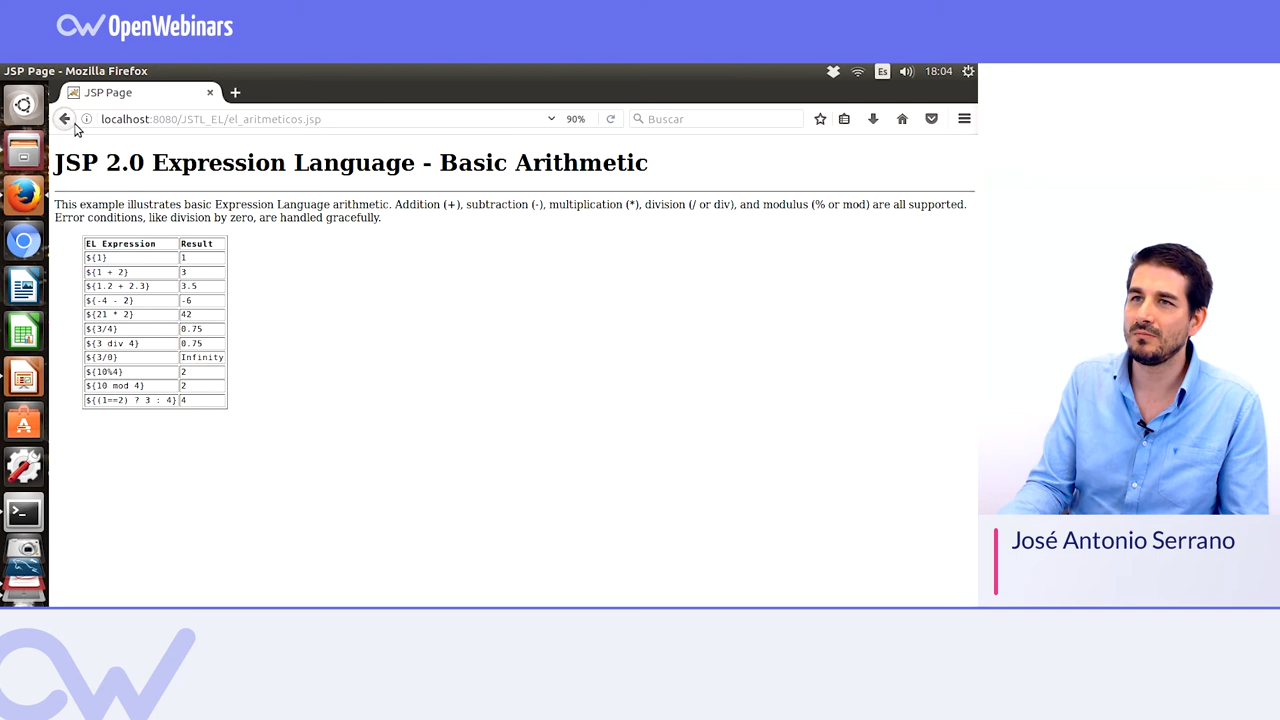 OpenWebinars
JSP Page - Mozilla Firefox
Es
18:04
JSP Page
localhost:8080/JSTL_EL/el_aritmeticos.jsp
90%
Buscar
JSP 2.0 Expression Language - Basic Arithmetic
This example illustrates basic Expression Language arithmetic. Addition (+), subtraction (-), multiplication (*), division (/ or div), and modulus (% or mod) are all supported.
Error conditions, like division by zero, are handled gracefully.
EL Expression Result
${1} 1
${1 + 2} 3
${1.2 + 2.3} 3.5
${-4 - 2} -6
${21 * 2} 42
${3/4} 0.75
${3 div 4} 0.75
${3/0} Infinity
${10%4} 2
${10 mod 4} 2
${(1==2) ? 3 : 4} 4
José Antonio Serrano